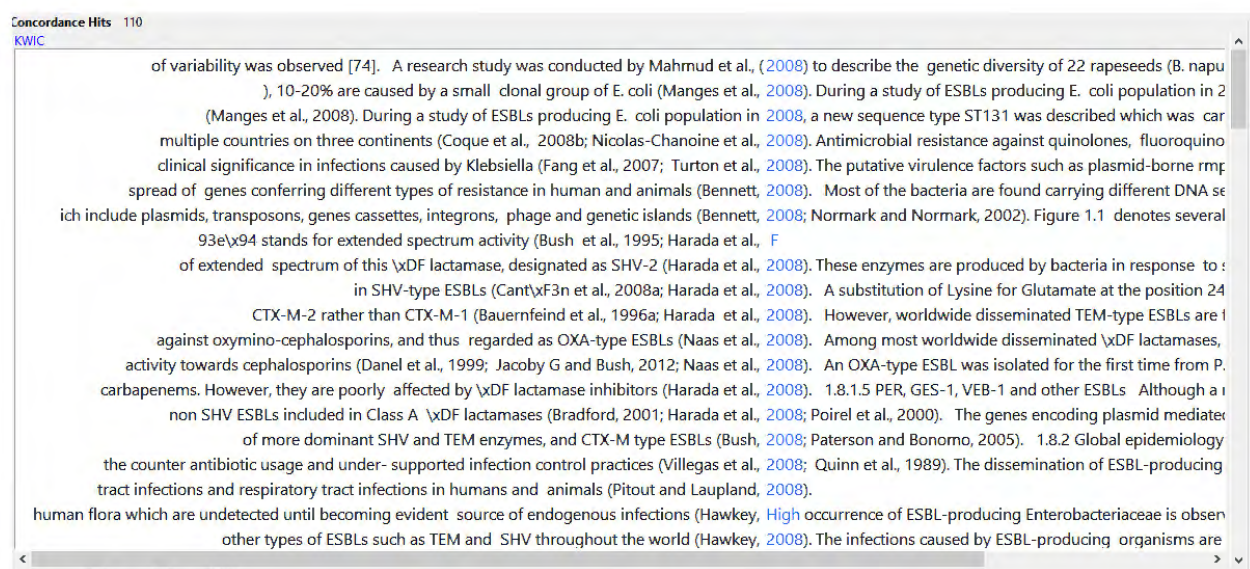 Concordance Hits 110
KWIC
of variability was observed [74]. A research study was conducted by Mahmud et al., (2008) to describe the genetic diversity of 22 rapeseeds (B. napu
), 10-20% are caused by a small clonal group of E. coli (Manges et al., 2008). During a study of ESBLs producing E. coli population in 2
(Manges et al., 2008). During a study of ESBLs producing E. coli population in 2008, a new sequence type ST131 was described which was car
multiple countries on three continents (Coque et al., 2008b; Nicolas-Chanoine et al., 2008). Antimicrobial resistance against quinolones, fluoroquino
clinical significance in infections caused by Klebsiella (Fang et al., 2007; Turton et al., 2008). The putative virulence factors such as plasmid-borne rmp
spread of genes conferring different types of resistance in human and animals (Bennett, 2008). Most of the bacteria are found carrying different DNA se
ich include plasmids, transposons, genes cassettes, integrons, phage and genetic islands (Bennett, 2008; Normark and Normark, 2002). Figure 1.1 denotes several
93e\x94 stands for extended spectrum activity (Bush et al., 1995; Harada et al., F
of extended spectrum of this \xDF lactamase, designated as SHV-2 (Harada et al., 2008). These enzymes are produced by bacteria in response to s
in SHV-type ESBLs (Cant\xF3n et al., 2008a; Harada et al., 2008). A substitution of Lysine for Glutamate at the position 24
CTX-M-2 rather than CTX-M-1 (Bauernfeind et al., 1996a; Harada et al., 2008). However, worldwide disseminated TEM-type ESBLs are f
against oxymino-cephalosporins, and thus regarded as OXA-type ESBLs (Naas et al., 2008). Among most worldwide disseminated \xDF lactamases,
activity towards cephalosporins (Danel et al., 1999; Jacoby G and Bush, 2012; Naas et al., 2008). An OXA-type ESBL was isolated for the first time from P.
carbapenems. However, they are poorly affected by \xDF lactamase inhibitors (Harada et al., 2008). 1.8.1.5 PER, GES-1, VEB-1 and other ESBLs Although a
non SHV ESBLs included in Class A \xDF lactamases (Bradford, 2001; Harada et al., 2008; Poirel et al., 2000). The genes encoding plasmid mediated
of more dominant SHV and TEM enzymes, and CTX-M type ESBLs (Bush, 2008; Paterson and Bonomo, 2005). 1.8.2 Global epidemiology
the counter antibiotic usage and under- supported infection control practices (Villegas et al., 2008; Quinn et al., 1989). The dissemination of ESBL-producing
tract infections and respiratory tract infections in humans and animals (Pitout and Laupland, 2008).
human flora which are undetected until becoming evident source of endogenous infections (Hawkey, High occurrence of ESBL-producing Enterobacteriaceae is observ
other types of ESBLs such as TEM and SHV throughout the world (Hawkey, 2008). The infections caused by ESBL-producing organisms are